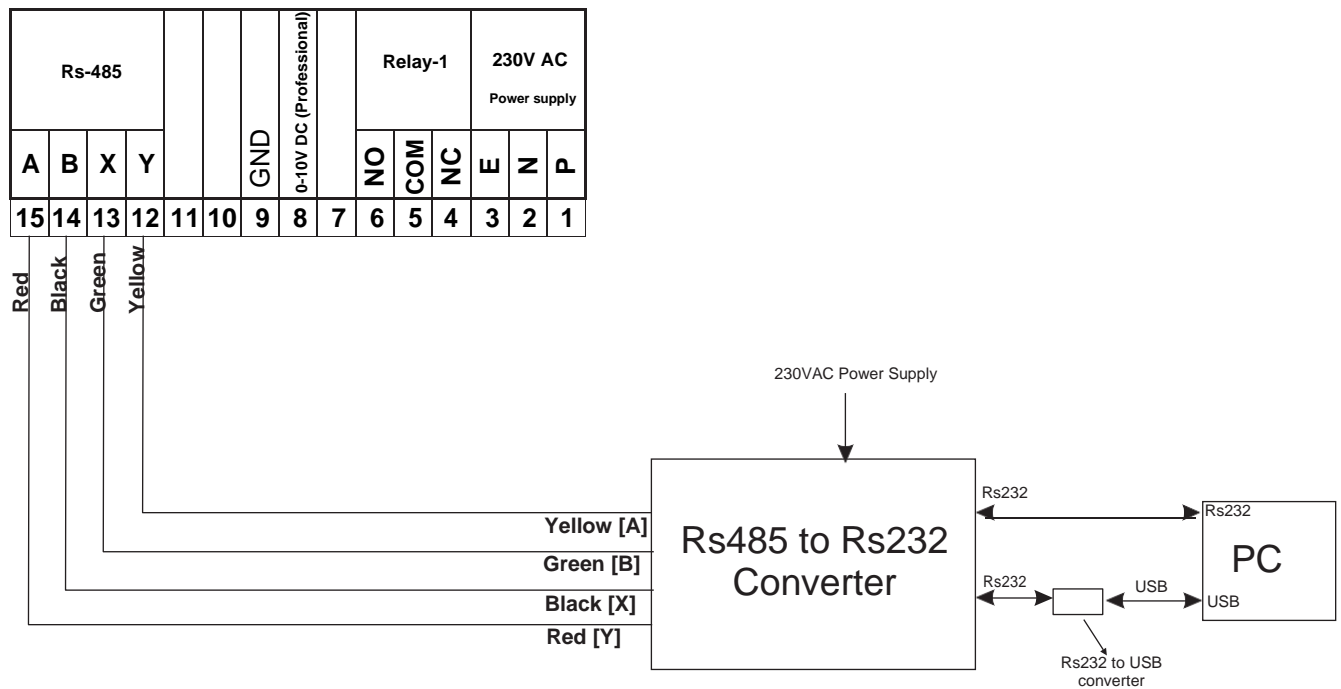 Rs-485
0-10V DC (Professional)
Relay-1
230V AC
Power supply
A B X Y GND NO COM NC E N P
15 14 13 12 11 10 9 8 7 6 5 4 3 2 1
Red
Black
Green
Yellow
230VAC Power Supply
Yellow [A]
Green [B]
Black [X]
Red [Y]
Rs485 to Rs232
Converter
Rs232
Rs232
PC
Rs232
USB
USB
Rs232 to USB
converter